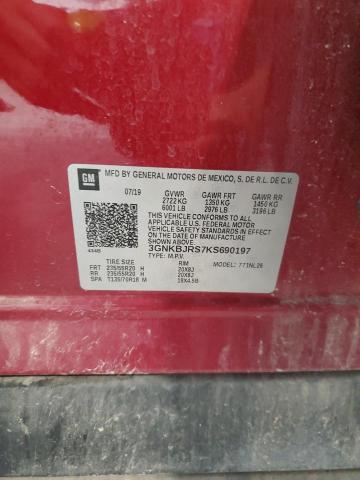 GM
MFD BY GENERAL MOTORS DE MEXICO, S. DE R.L. DE C.V.
07/19 GVWR GAWR FRT GAWR RR
2722 KG 1350 KG 1450 KG
6001 LB 2976 LB 3196 LB
THIS VEHICLE CONFORMS TO ALL
APPLICABLE U.S. FEDERAL MOTOR
VEHICLE SAFETY STANDARDS IN EFFECT
ON THE DATE OF MANUFACTURE SHOWN ABOVE.
3GNKBJRS7KS690197
TYPE: M.P.V. MODEL: 771NL26
TIRE SIZE RIM
FRT 235/55R20 H 20X8J
RR 235/55R20 H 20X8J
SPA T135/70R18 M 18X4.5B